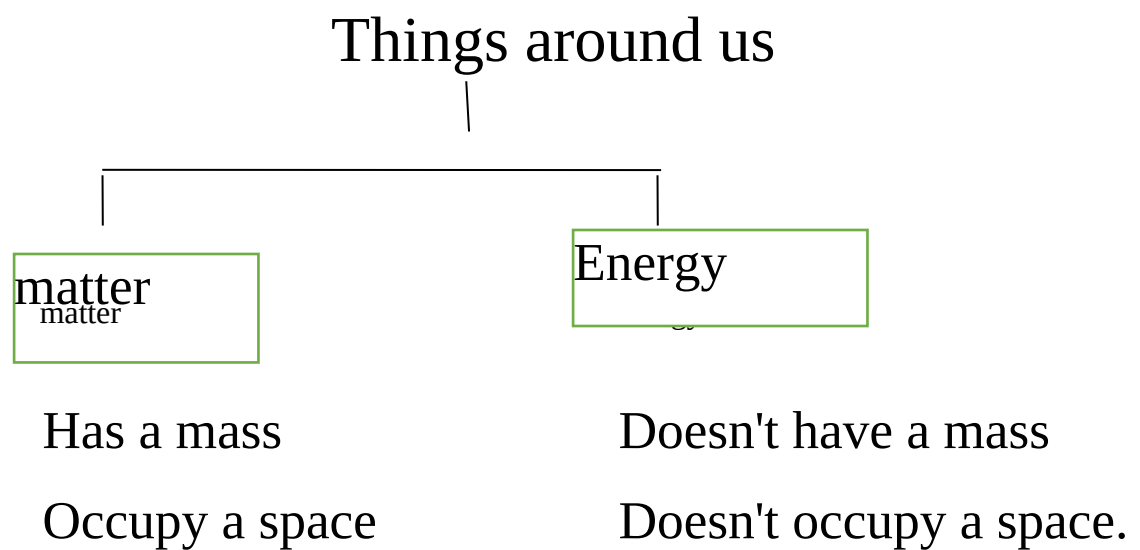 Things around us
matter
matter
Energy
Has a mass
Doesn't have a mass
Occupy a space
Doesn't occupy a space.